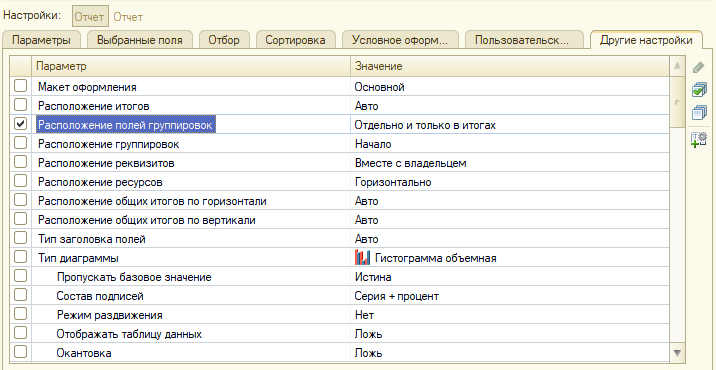 Настройки: Отчет Отчет
Параметры Выбранные поля Отбор Сортировка Условное оформ... Пользовательск... Другие настройки
Параметр Значение
Макет оформления Основной
Расположение итогов Авто
Расположение полей группировок Отдельно и только в итогах
Расположение группировок Начало
Расположение реквизитов Вместе с владельцем
Расположение ресурсов Горизонтально
Расположение общих итогов по горизонтали Авто
Расположение общих итогов по вертикали Авто
Тип заголовка полей Авто
Тип диаграммы Гистограмма объемная
Пропускать базовое значение Истина
Состав подписей Серия + процент
Режим раздвижения Нет
Отображать таблицу данных Ложь
Окантовка Ложь